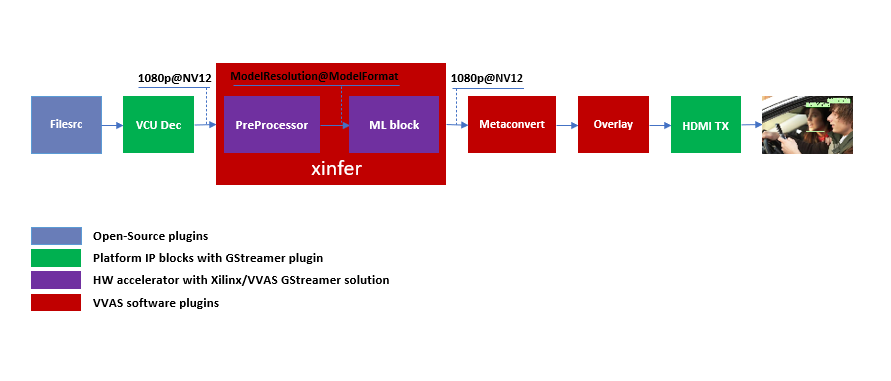 1080p@NV12
ModelResolution@ModelFormat
1080p@NV12
Filesrc
VCU Dec
PreProcessor
ML block
Metaconvert
Overlay
HDMI TX
xinfer
Open-Source plugins
Platform IP blocks with GStreamer plugin
HW accelerator with Xilinx/VVAS GStreamer solution
VVAS software plugins